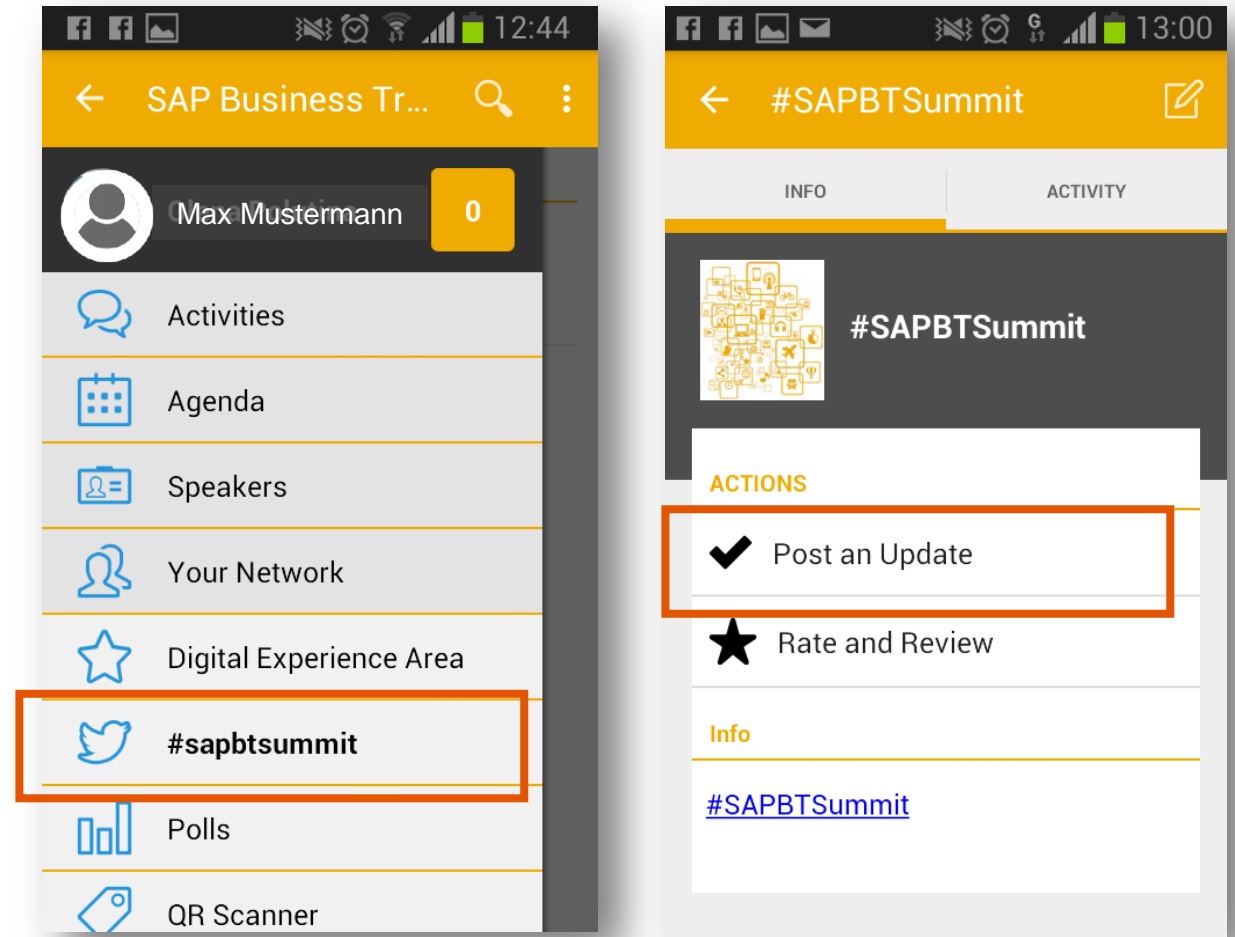 12:44
SAP Business Tr...
Max Mustermann
0
Activities
Agenda
Speakers
Your Network
Digital Experience Area
#sapbtsummit
Polls
QR Scanner
G
13:00
#SAPBTSummit
INFO
ACTIVITY
#SAPBTSummit
ACTIONS
Post an Update
Rate and Review
Info
#SAPBTSummit